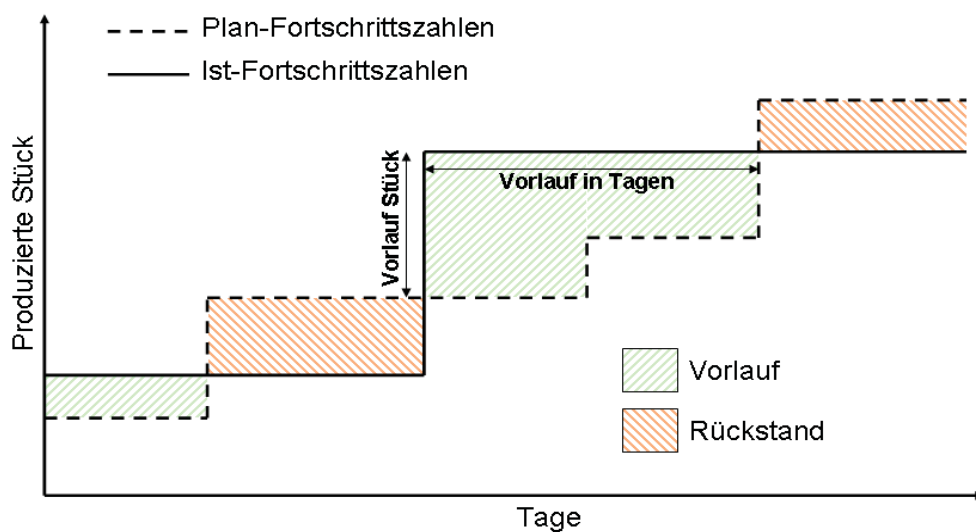 Plan-Fortschrittszahlen
Ist-Fortschrittszahlen
Produzierte Stück
Vorlauf Stück
Vorlauf in Tagen
Vorlauf
Rückstand
Tage